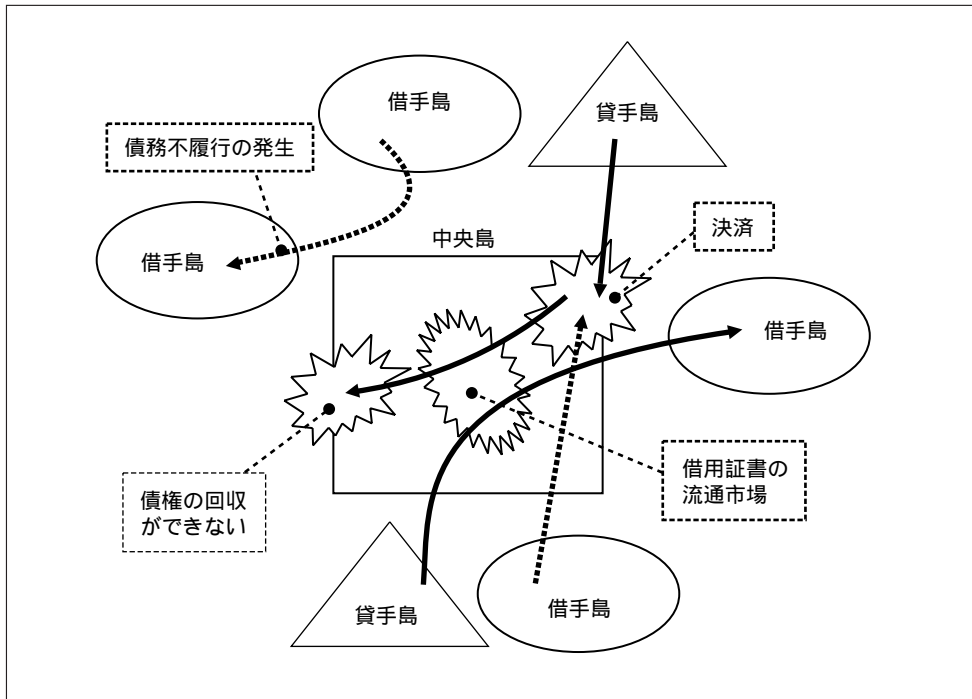 借手島
貸手島
債務不履行の発生
決済
中央島
借手島
借手島
債権の回収
ができない
借用証書の
流通市場
貸手島
借手島